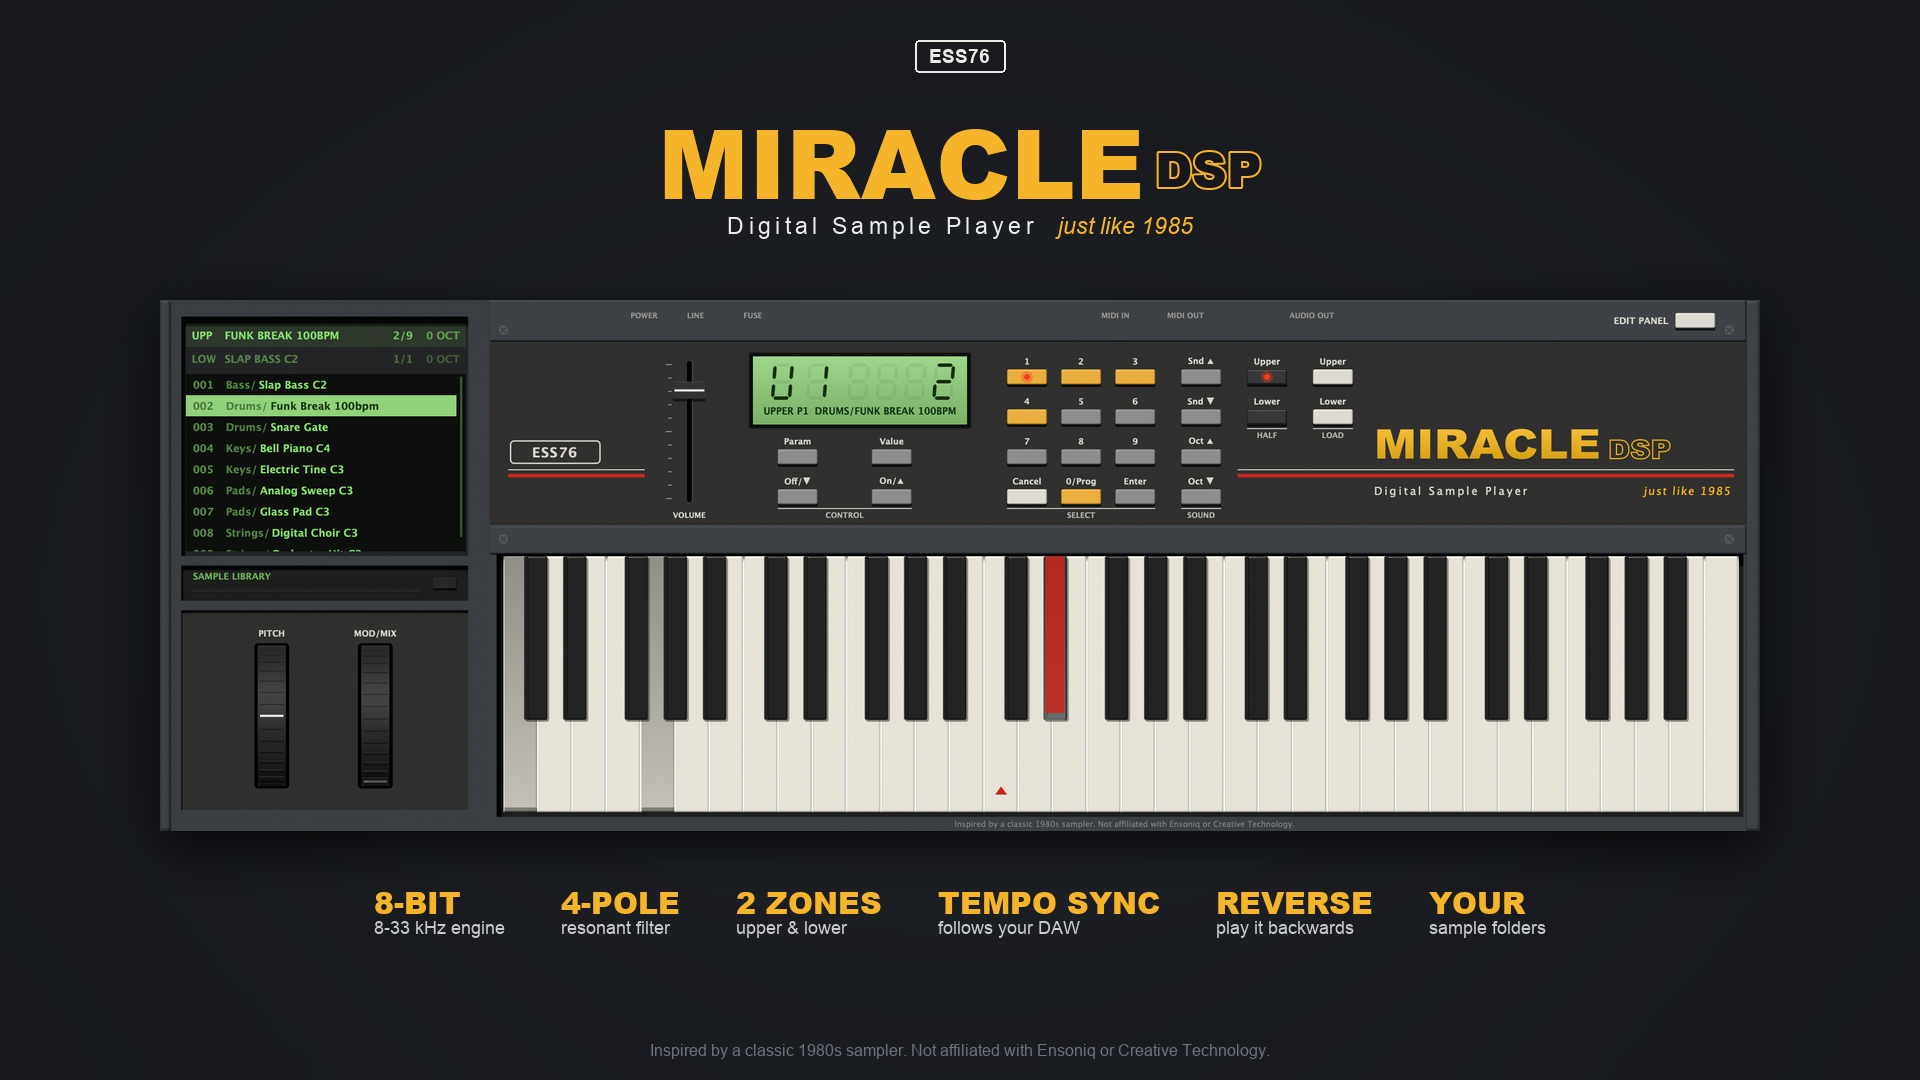 ESS76
MIRACLE DSP
Digital Sample Player just like 1985
UPP FUNK BREAK 100BPM 2/9 0 OCT
LOW SLAP BASS C2 1/1 0 OCT
001 Bass/ Slap Bass C2
002 Drums/ Funk Break 100bpm
003 Drums/ Snare Gate
004 Keys/ Bell Piano C4
005 Keys/ Electric Tine C3
006 Pads/ Analog Sweep C3
007 Pads/ Glass Pad C3
008 Strings/ Digital Choir C3
SAMPLE LIBRARY
PITCH MOD/MIX
POWER LINE FUSE MIDI IN MIDI OUT AUDIO OUT
EDIT PANEL
ESS76
VOLUME
U 1 2
UPPER P1 DRUMS/FUNK BREAK 100BPM
Param Value
Off/▼ On/▲
CONTROL
1 2 3 Snd ▲ Upper Upper
4 5 6 Snd ▼ Lower Lower
HALF LOAD
7 8 9 Oct ▲
Cancel 0/Prog Enter Oct ▼
SELECT SOUND
MIRACLE DSP
Digital Sample Player just like 1985
Inspired by a classic 1980s sampler. Not affiliated with Ensoniq or Creative Technology.
8-BIT 4-POLE 2 ZONES TEMPO SYNC REVERSE YOUR
8-33 kHz engine resonant filter upper & lower follows your DAW play it backwards sample folders
Inspired by a classic 1980s sampler. Not affiliated with Ensoniq or Creative Technology.